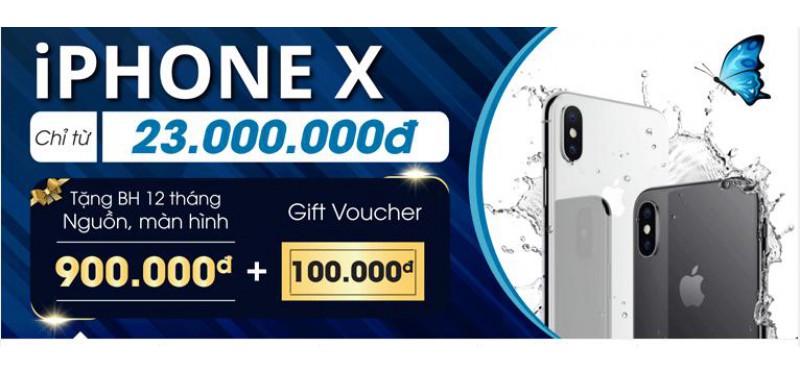 iPHONE X
Chỉ từ
23.000.000đ
Tặng BH 12 tháng
Nguồn, màn hình
900.000đ
+
Gift Voucher
100.000đ